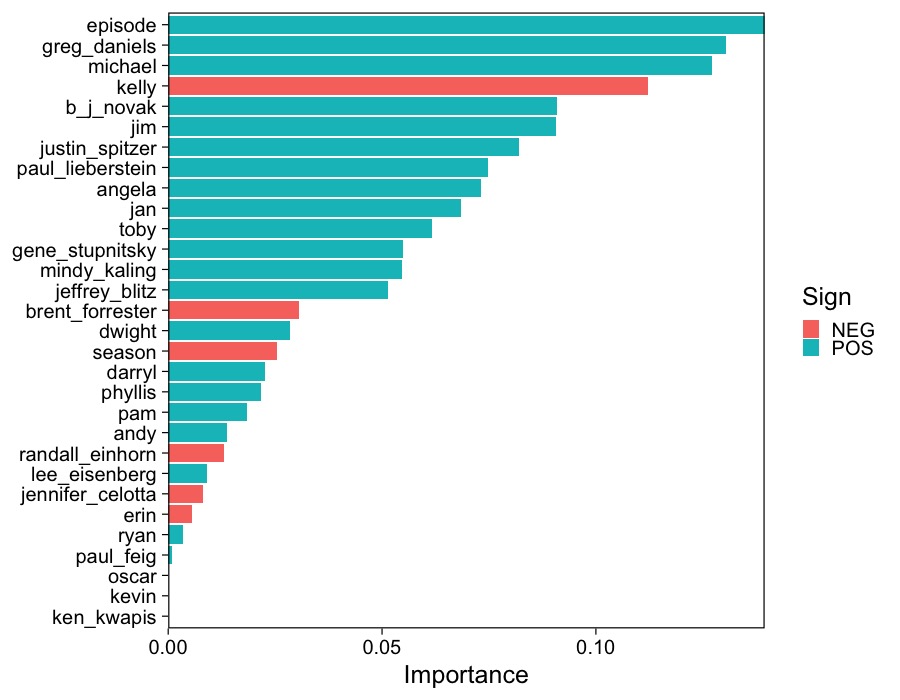 episode
greg_daniels
michael
kelly
b_j_novak
jim
justin_spitzer
paul_lieberstein
angela
jan
toby
gene_stupnitsky
mindy_kaling
jeffrey_blitz
brent_forrester
dwight
season
darryl
phyllis
pam
andy
randall_einhorn
lee_eisenberg
jennifer_celotta
erin
ryan
paul_feig
oscar
kevin
ken_kwapis
0.00 0.05 0.10
Importance
Sign
NEG
POS